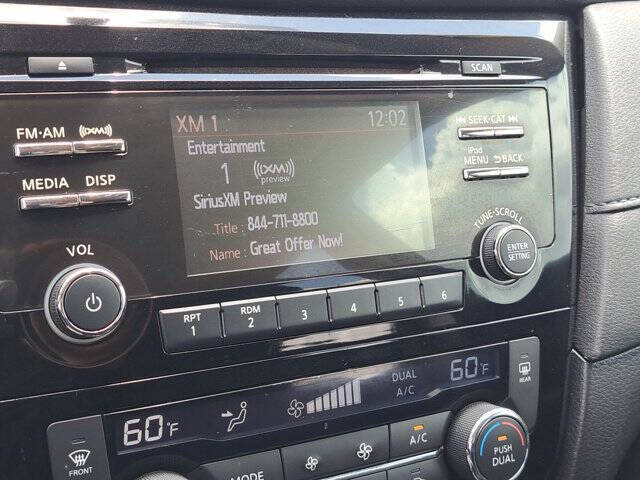 SCAN
FM·AM ((XM))
XM 1 12:02
⏮ SEEK·CAT ⏭
Entertainment
1 ((XM))
preview
iPod
MENU ⮌BACK
MEDIA DISP
SiriusXM Preview
Title : 844-711-8800
Name : Great Offer Now!
TUNE·SCROLL
ENTER
SETTING
VOL
RPT
1
RDM
2
3
4
5
6
60°F
DUAL
A/C
60°F
REAR
FRONT
MODE
A/C
PUSH
DUAL